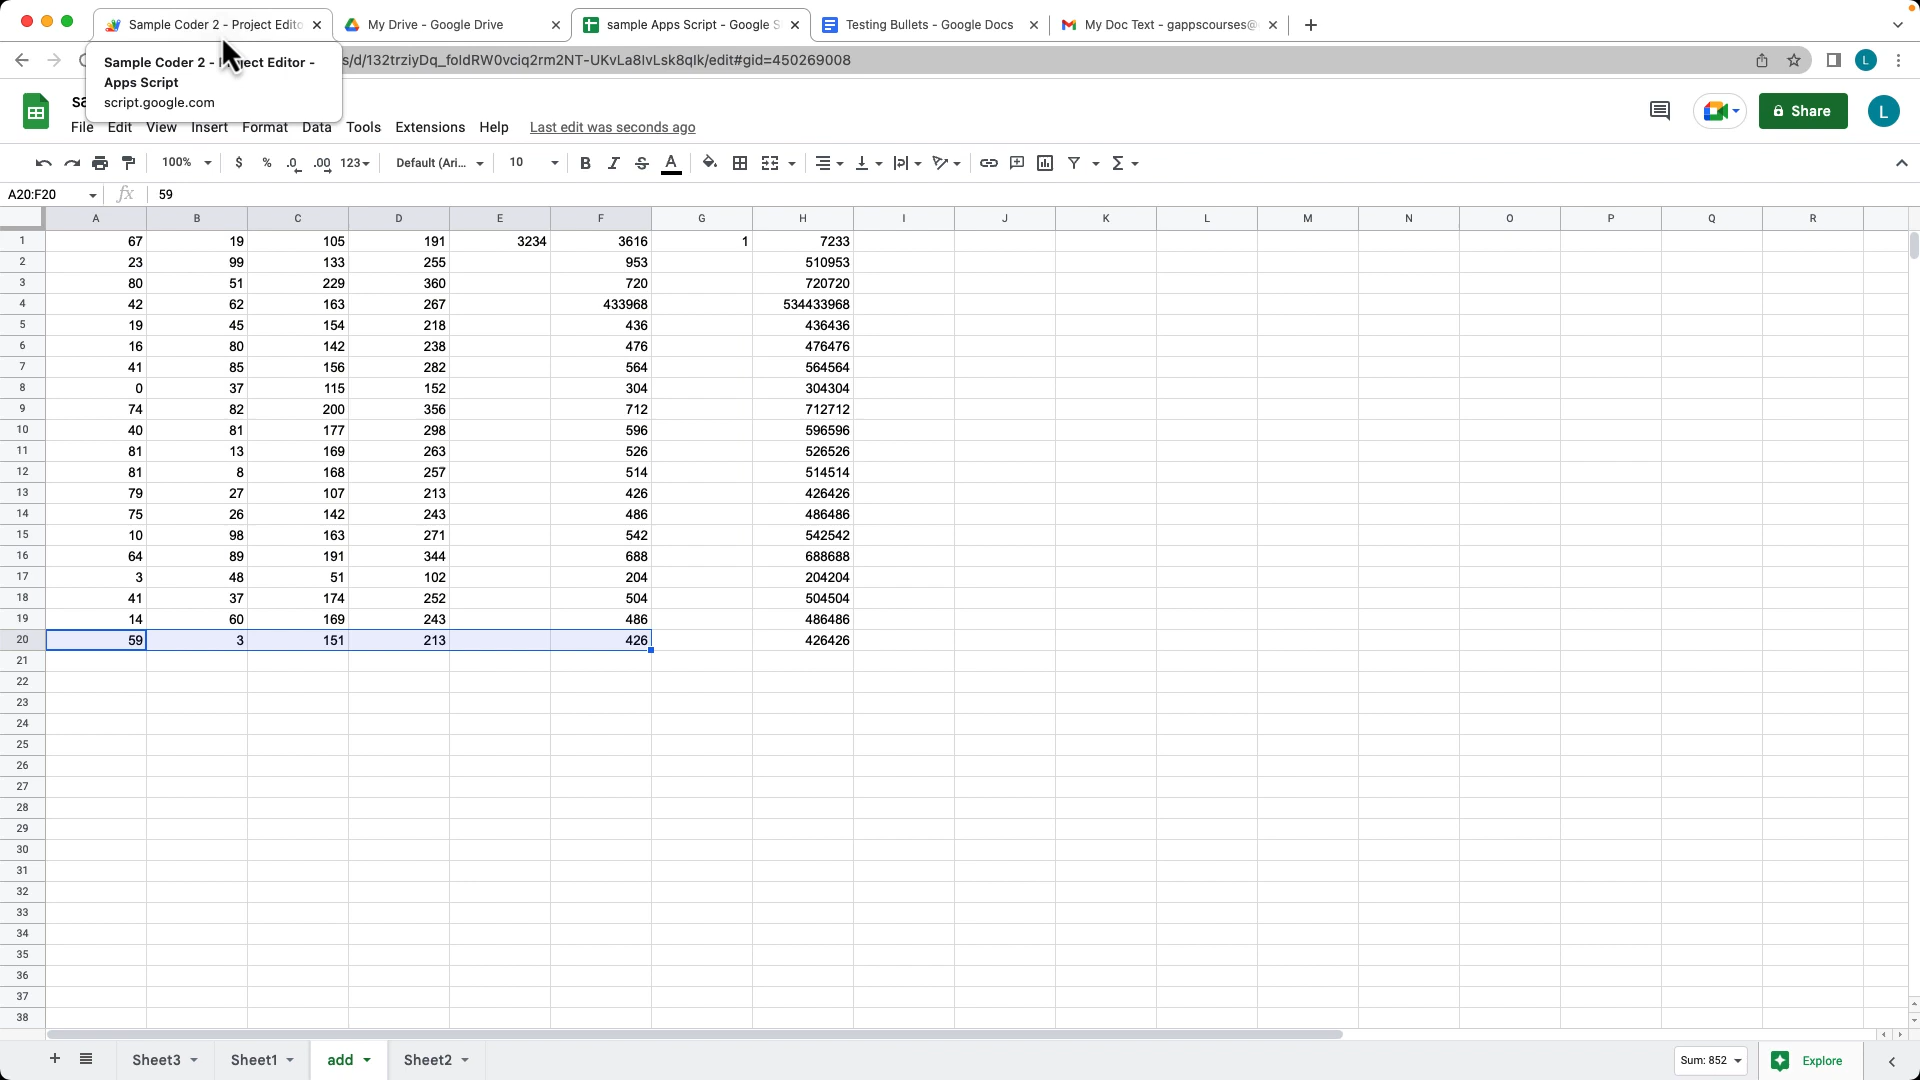 Sample Coder 2 - Project Edito
My Drive - Google Drive
sample Apps Script - Google S
Testing Bullets - Google Docs
My Doc Text - gappscourses@
s/d/132trziyDq_foldRW0vciq2rm2NT-UKvLa8lvLsk8qlk/edit#gid=450269008
Sample Coder 2 - Project Editor -
Apps Script
script.google.com
Share
L
L
File Edit View Insert Format Data Tools Extensions Help Last edit was seconds ago
100% $ % .0 .00 123 Default (Ari... 10 B I S A
A20:F20 fx 59
A B C D E F G H I J K L M N O P Q R
1 67 19 105 191 3234 3616 1 7233
2 23 99 133 255 953 510953
3 80 51 229 360 720 720720
4 42 62 163 267 433968 534433968
5 19 45 154 218 436 436436
6 16 80 142 238 476 476476
7 41 85 156 282 564 564564
8 0 37 115 152 304 304304
9 74 82 200 356 712 712712
10 40 81 177 298 596 596596
11 81 13 169 263 526 526526
12 81 8 168 257 514 514514
13 79 27 107 213 426 426426
14 75 26 142 243 486 486486
15 10 98 163 271 542 542542
16 64 89 191 344 688 688688
17 3 48 51 102 204 204204
18 41 37 174 252 504 504504
19 14 60 169 243 486 486486
20 59 3 151 213 426 426426
21
22
23
24
25
26
27
28
29
30
31
32
33
34
35
36
37
38
Sheet3 Sheet1 add Sheet2 Sum: 852 Explore